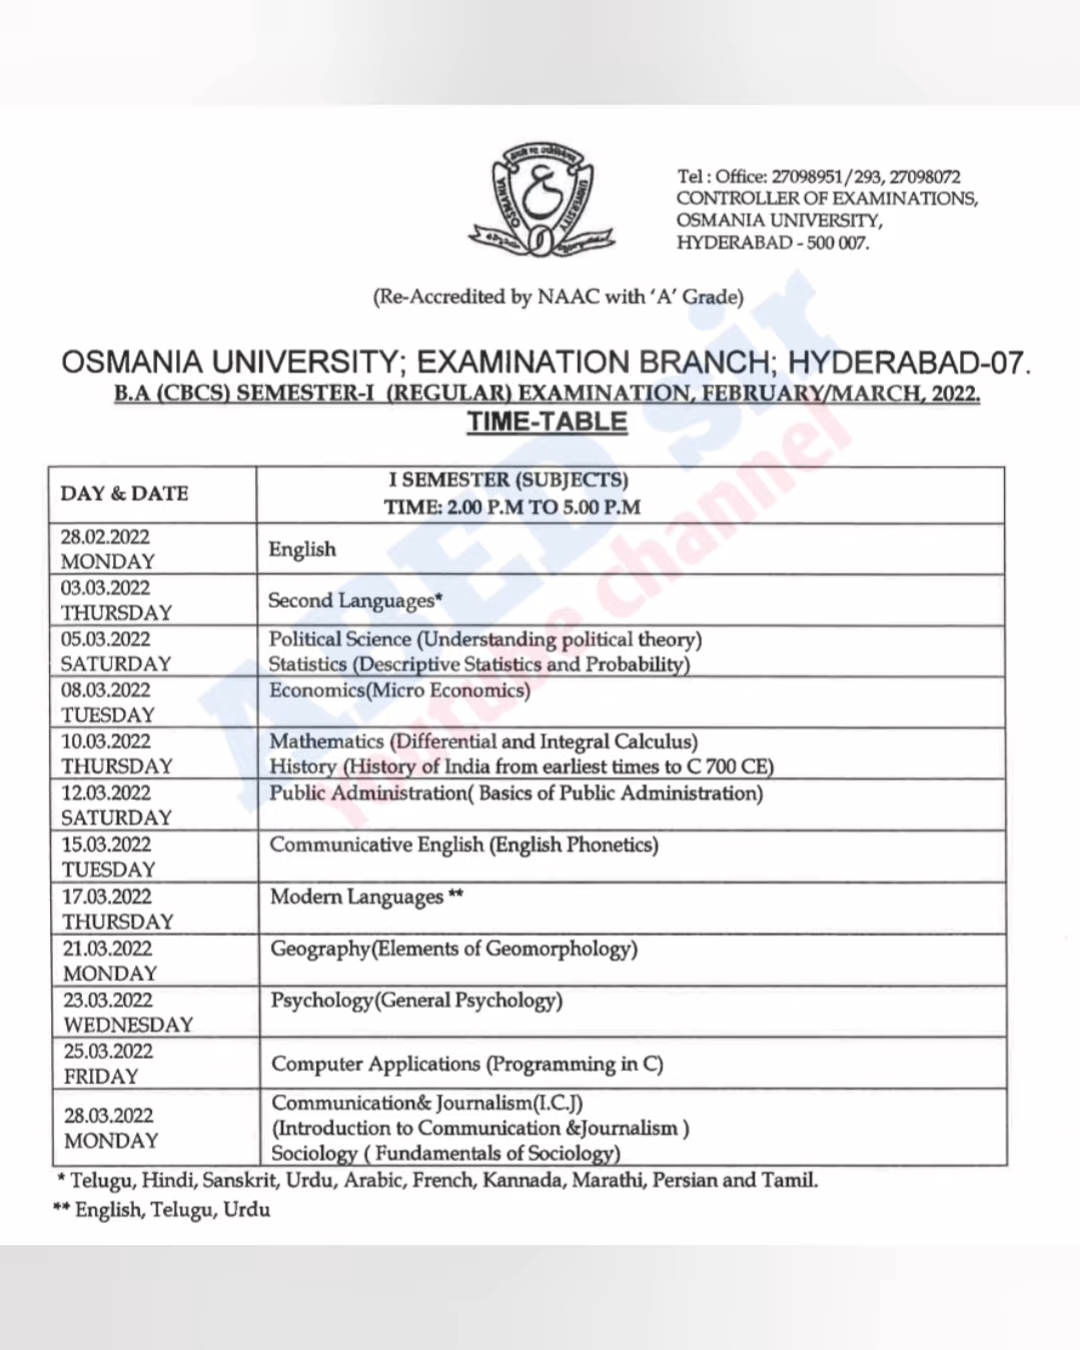 OSMANIA
UNIVERSITY
Tel : Office: 27098951/293, 27098072
CONTROLLER OF EXAMINATIONS,
OSMANIA UNIVERSITY,
HYDERABAD - 500 007.
(Re-Accredited by NAAC with 'A' Grade)
OSMANIA UNIVERSITY; EXAMINATION BRANCH; HYDERABAD-07.
B.A (CBCS) SEMESTER-I (REGULAR) EXAMINATION, FEBRUARY/MARCH, 2022.
TIME-TABLE
ABED sir
Youtube channel
DAY & DATE
I SEMESTER (SUBJECTS)
TIME: 2.00 P.M TO 5.00 P.M
28.02.2022
MONDAY
English
03.03.2022
THURSDAY
Second Languages*
05.03.2022
SATURDAY
Political Science (Understanding political theory)
Statistics (Descriptive Statistics and Probability)
08.03.2022
TUESDAY
Economics(Micro Economics)
10.03.2022
THURSDAY
Mathematics (Differential and Integral Calculus)
History (History of India from earliest times to C 700 CE)
12.03.2022
SATURDAY
Public Administration( Basics of Public Administration)
15.03.2022
TUESDAY
Communicative English (English Phonetics)
17.03.2022
THURSDAY
Modern Languages **
21.03.2022
MONDAY
Geography(Elements of Geomorphology)
23.03.2022
WEDNESDAY
Psychology(General Psychology)
25.03.2022
FRIDAY
Computer Applications (Programming in C)
28.03.2022
MONDAY
Communication& Journalism(I.C.J)
(Introduction to Communication &Journalism )
Sociology ( Fundamentals of Sociology)
* Telugu, Hindi, Sanskrit, Urdu, Arabic, French, Kannada, Marathi, Persian and Tamil.
** English, Telugu, Urdu